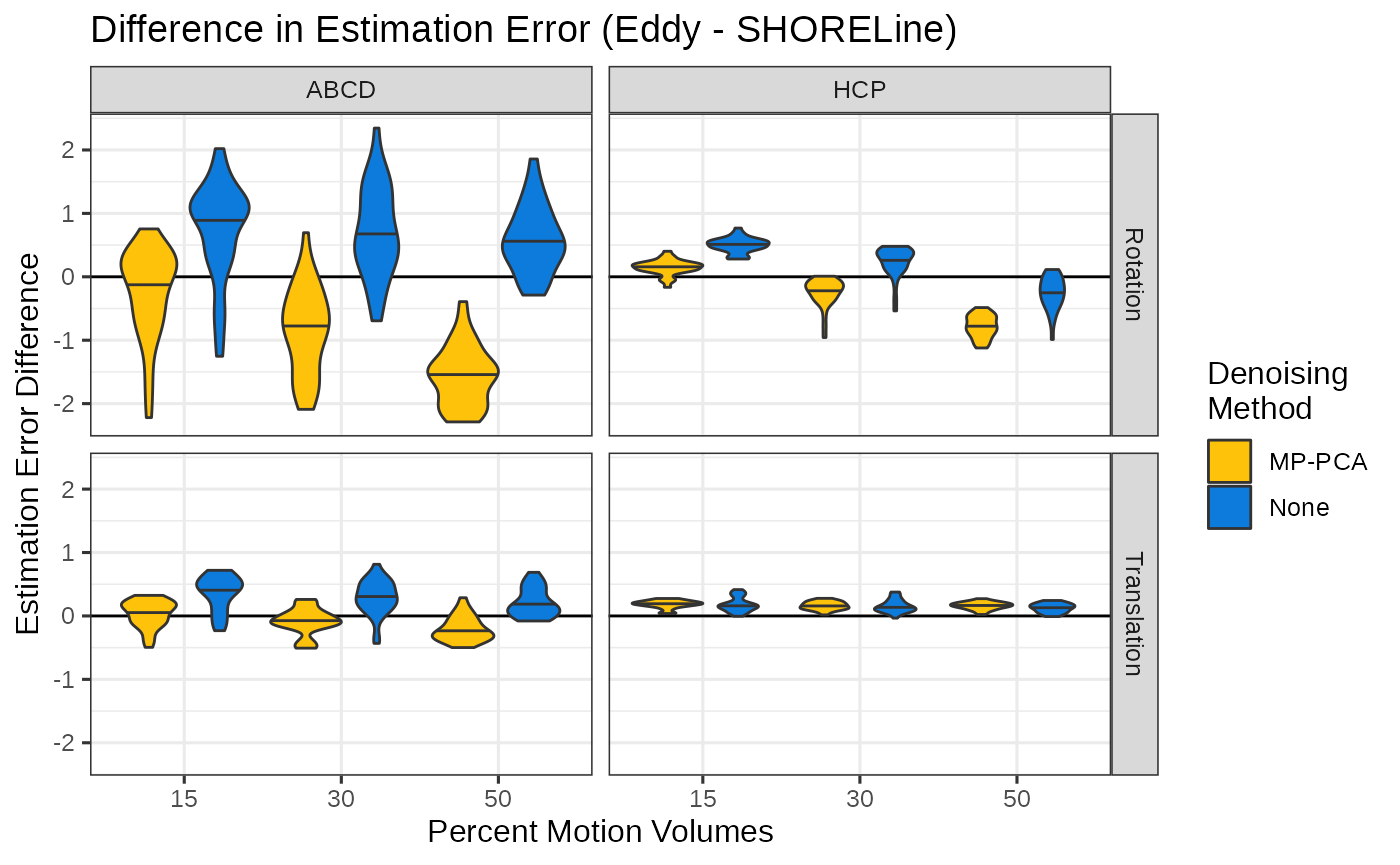 Difference in Estimation Error (Eddy - SHORELine)
ABCD
HCP
Estimation Error Difference
2
1
0
-1
-2
Rotation
2
1
0
-1
-2
Translation
15
30
50
15
30
50
Percent Motion Volumes
Denoising
Method
MP-PCA
None